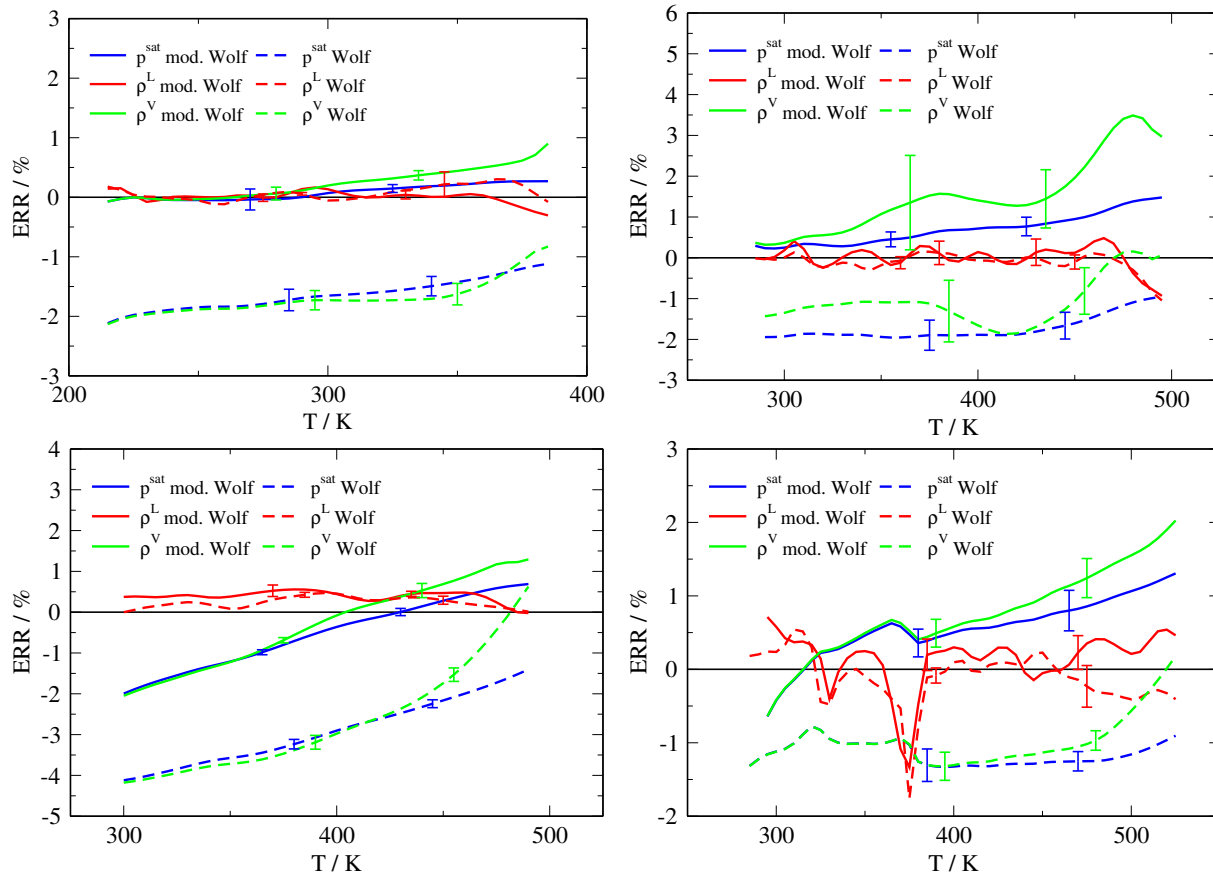 3
2
1
0
-1
-2
-3
200
300
400
T / K
ERR / %
p^sat mod. Wolf
p^sat Wolf
ρ^L mod. Wolf
ρ^L Wolf
ρ^V mod. Wolf
ρ^V Wolf
6
5
4
3
2
1
0
-1
-2
-3
300
400
500
T / K
ERR / %
p^sat mod. Wolf
p^sat Wolf
ρ^L mod. Wolf
ρ^L Wolf
ρ^V mod. Wolf
ρ^V Wolf
4
3
2
1
0
-1
-2
-3
-4
-5
300
400
500
T / K
ERR / %
p^sat mod. Wolf
p^sat Wolf
ρ^L mod. Wolf
ρ^L Wolf
ρ^V mod. Wolf
ρ^V Wolf
3
2
1
0
-1
-2
300
400
500
T / K
ERR / %
p^sat mod. Wolf
p^sat Wolf
ρ^L mod. Wolf
ρ^L Wolf
ρ^V mod. Wolf
ρ^V Wolf